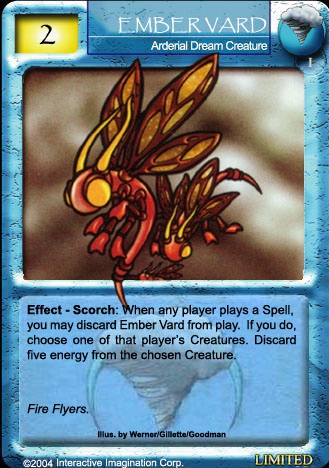 2
EMBER VARD
Arderial Dream Creature
1
Effect - Scorch: When any player plays a Spell,
you may discard Ember Vard from play. If you do,
choose one of that player's Creatures. Discard
five energy from the chosen Creature.
Fire Flyers.
Illus. by Werner/Gillette/Goodman
©2004 Interactive Imagination Corp.
LIMITED